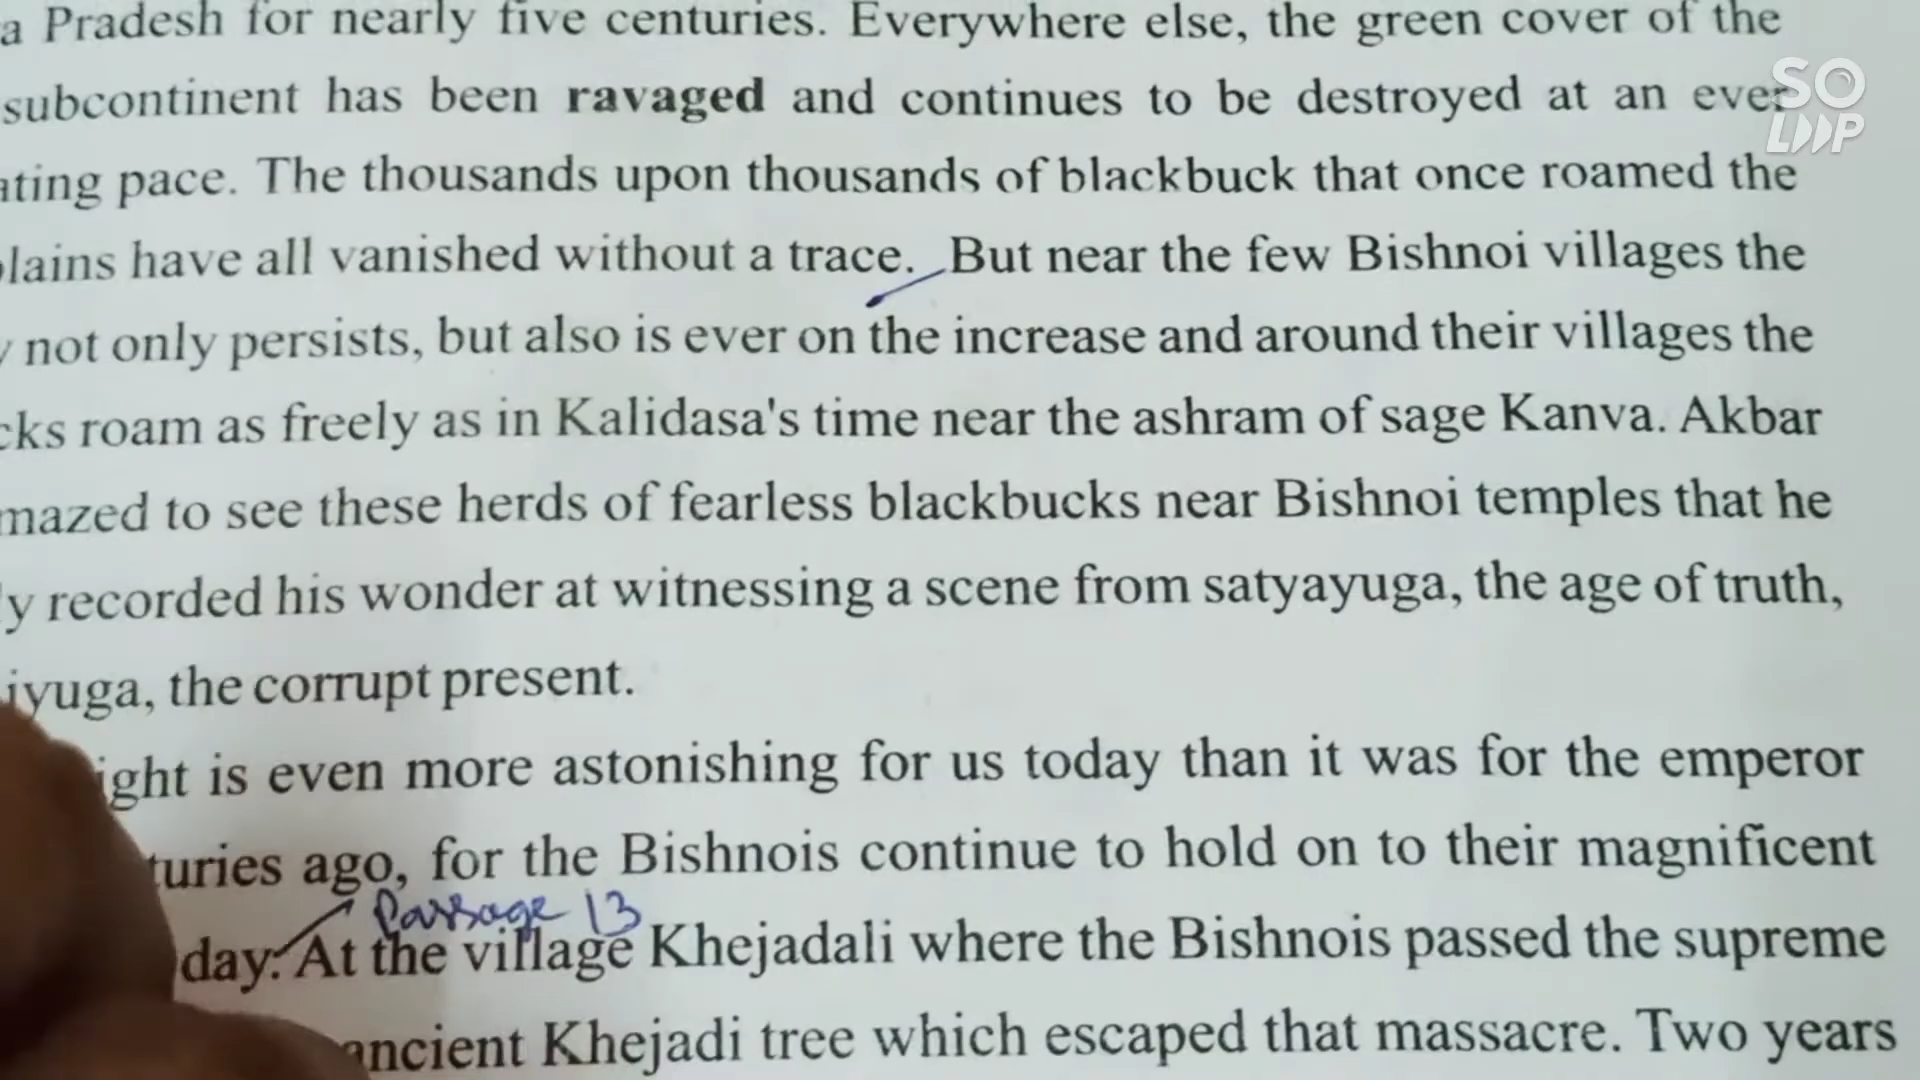 a Pradesh for nearly five centuries. Everywhere else, the green cover of the
subcontinent has been ravaged and continues to be destroyed at an ever
pace. The thousands upon thousands of blackbuck that once roamed the
have all vanished without a trace. But near the few Bishnoi villages the
not only persists, but also is ever on the increase and around their villages the
roam as freely as in Kalidasa's time near the ashram of sage Kanva. Akbar
to see these herds of fearless blackbucks near Bishnoi temples that he
recorded his wonder at witnessing a scene from satyayuga, the age of truth,
the corrupt present.
is even more astonishing for us today than it was for the emperor
ago, for the Bishnois continue to hold on to their magnificent
Passage 13
day. At the village Khejadali where the Bishnois passed the supreme
ancient Khejadi tree which escaped that massacre. Two years
SO
LOOP